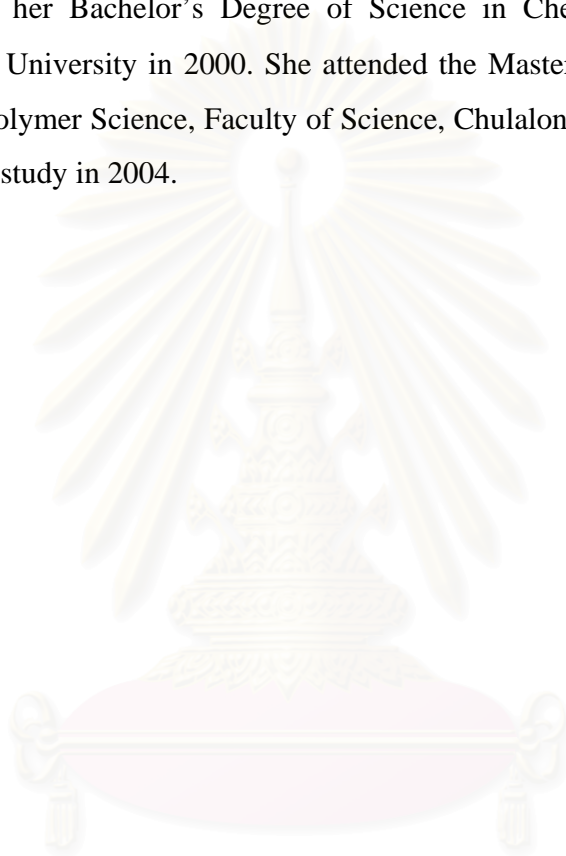 her Bachelor’s Degree of Science in Che
University in 2000. She attended the Master
olymer Science, Faculty of Science, Chulalon
study in 2004.